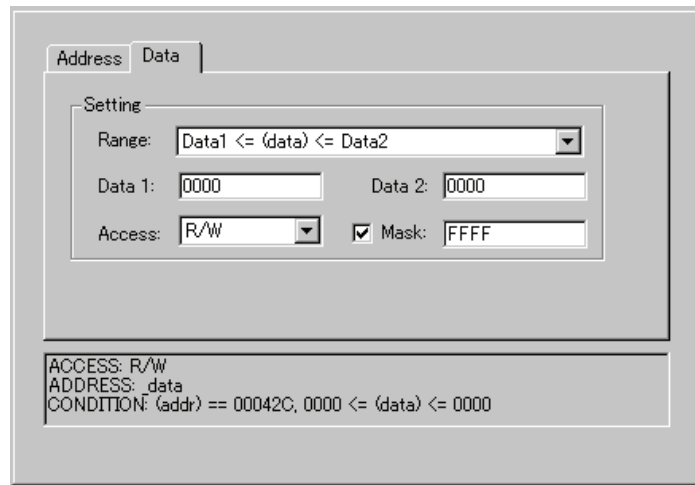 Address Data
Setting
Range: Data1 <= (data) <= Data2
Data 1: 0000 Data 2: 0000
Access: R/W Mask: FFFF
ACCESS: R/W
ADDRESS: _data
CONDITION: (addr) == 00042C, 0000 <= (data) <= 0000